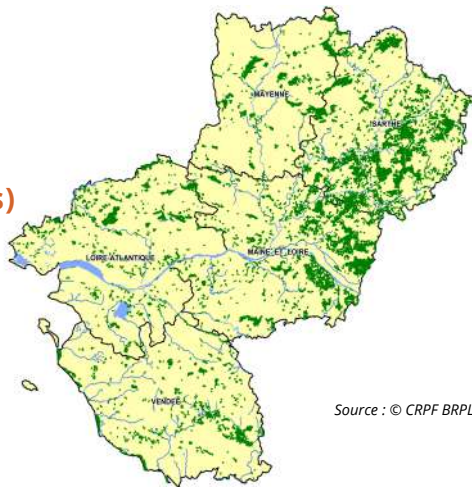 MAYENNE
SARTHE
s)
LOIRE ATLANTIQUE
MAINE ET LOIRE
VENDEE
Source : © CRPF BRPL